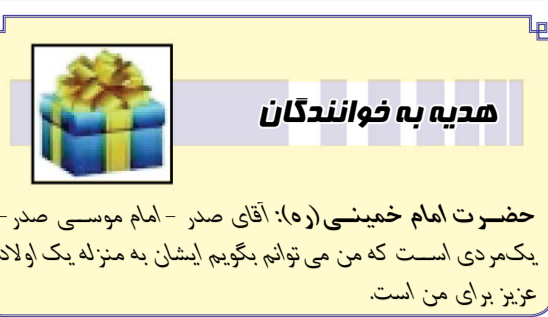 هدیه به خوانندگان
حضرت امام خمینی(ره): آقای صدر - امام موسی صدر-
یک‌مردی است که من می‌توانم بگویم ایشان به منزله یک اولاد
عزیز برای من است.